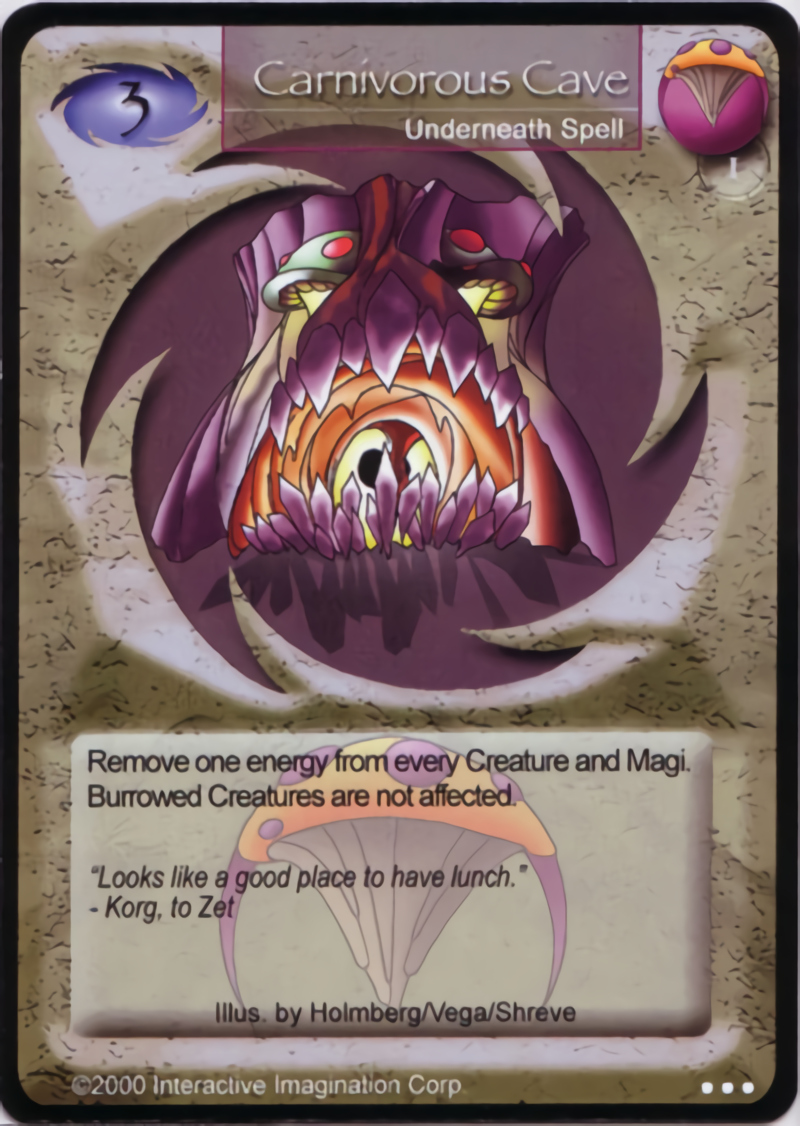 3
Carnivorous Cave
Underneath Spell
I
Remove one energy from every Creature and Magi.
Burrowed Creatures are not affected.
"Looks like a good place to have lunch."
- Korg, to Zet
Illus. by Holmberg/Vega/Shreve
©2000 Interactive Imagination Corp